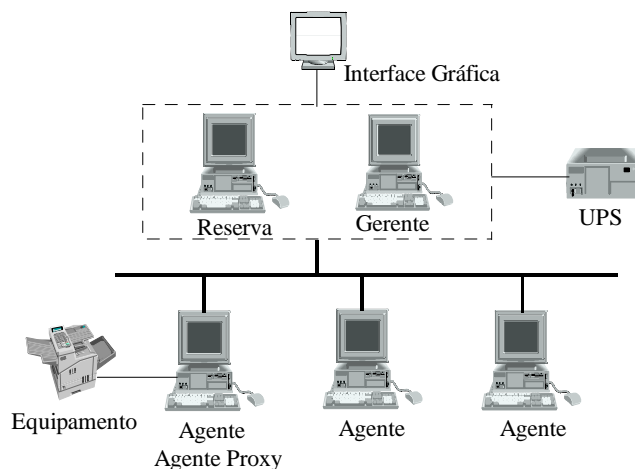 Interface Gráfica
Reserva
Gerente
UPS
Equipamento
Agente
Agente Proxy
Agente
Agente